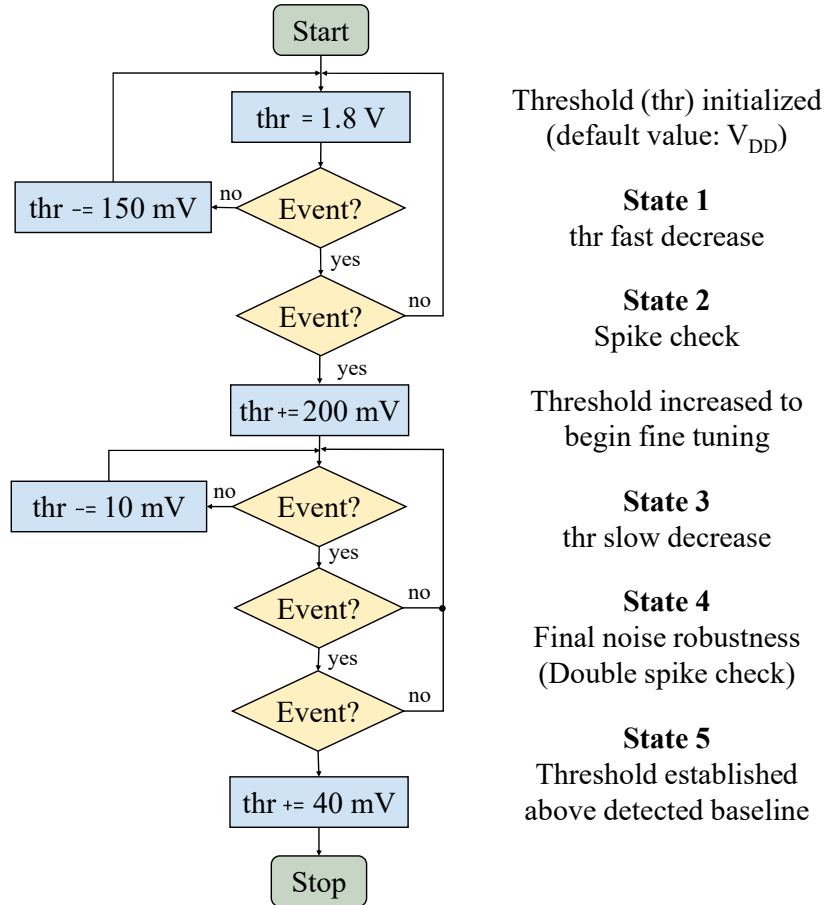 Start
thr = 1.8 V
Threshold (thr) initialized
(default value: V_DD)
thr -= 150 mV
no
Event?
State 1
thr fast decrease
yes
Event?
no
State 2
Spike check
yes
thr += 200 mV
Threshold increased to
begin fine tuning
thr -= 10 mV
no
Event?
State 3
thr slow decrease
yes
Event?
no
State 4
Final noise robustness
(Double spike check)
yes
Event?
no
State 5
Threshold established
above detected baseline
thr += 40 mV
Stop